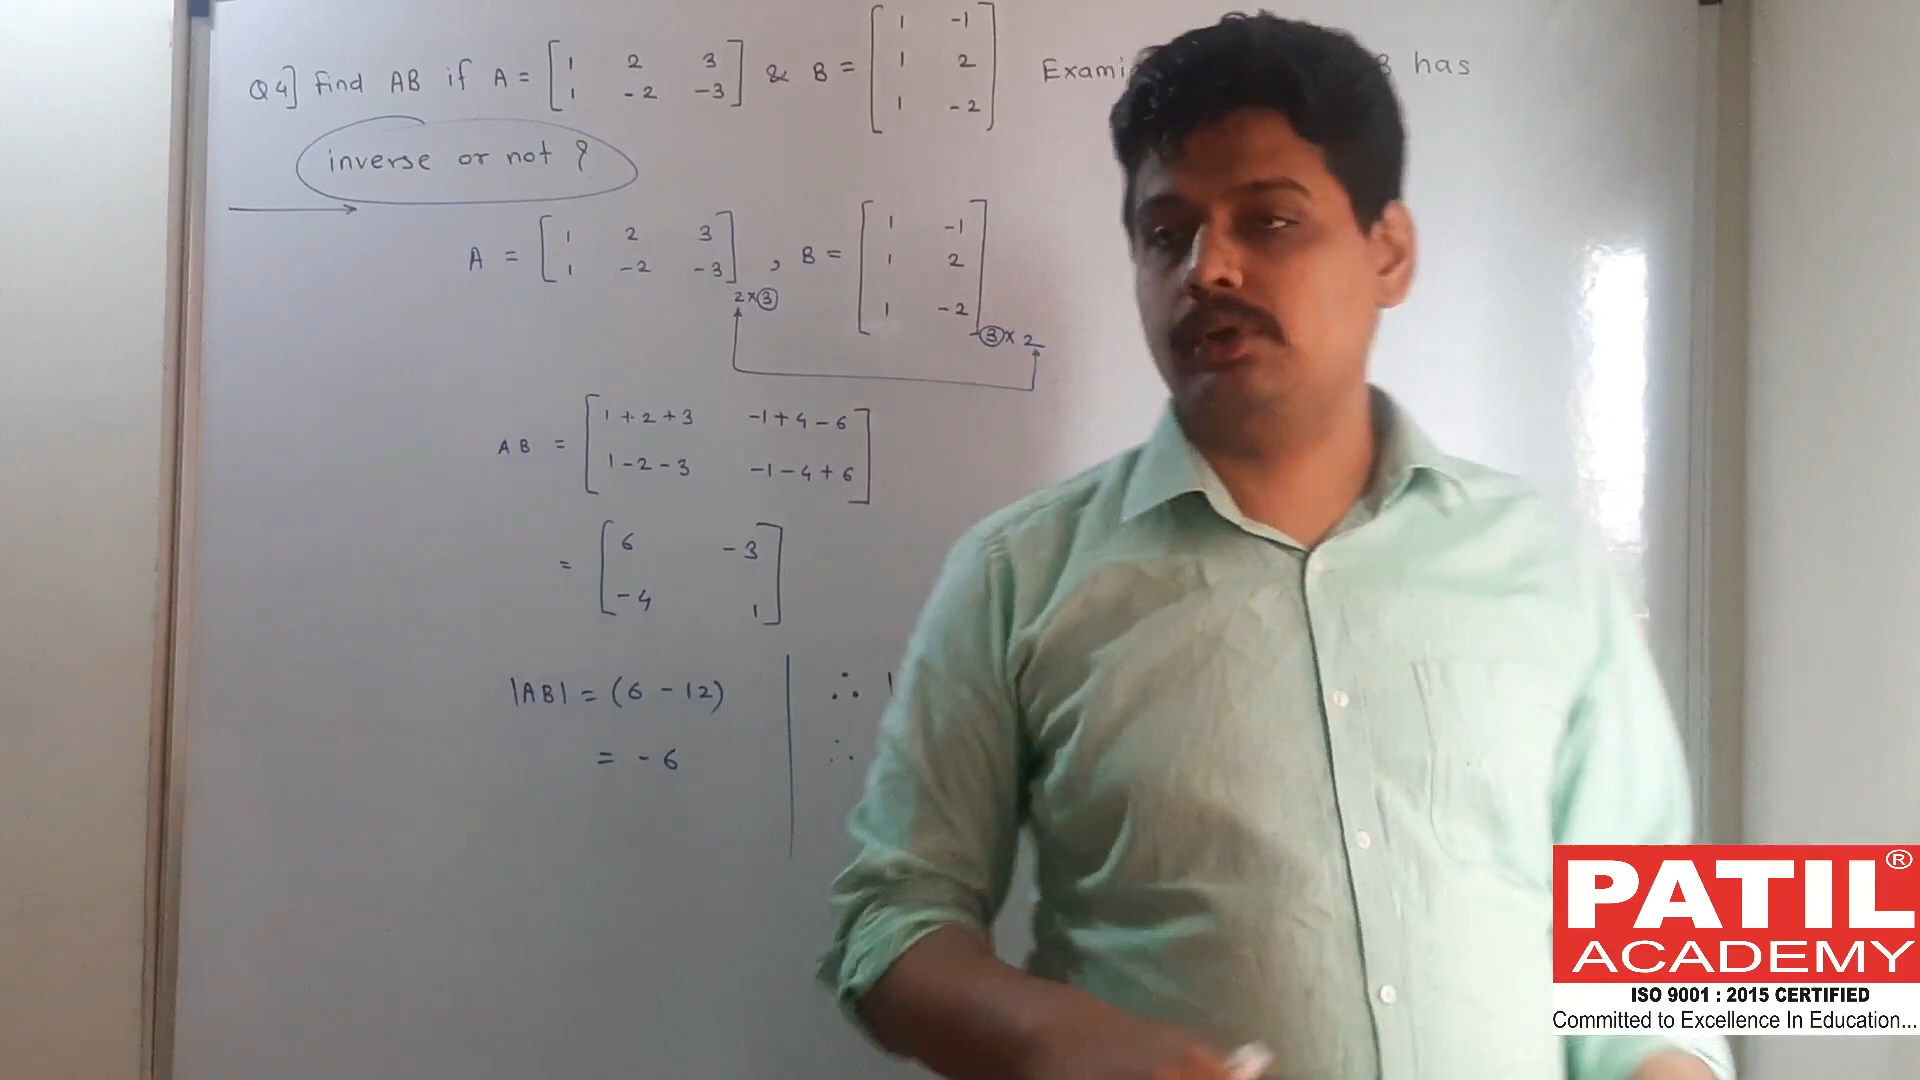 Q4] Find AB if A = [ 1 2 3 & B = [ 1 -1 Exami has
1 -2 -3 ] 1 2
1 -2 ]
inverse or not ?
A = [ 1 2 3 , B = [ 1 -1
1 -2 -3 ] 2×3 1 2
1 -2 ] 3×2
AB = [ 1+2+3 -1+4-6
1-2-3 -1-4+6 ]
= [ 6 -3
-4 1 ]
|AB| = (6 - 12) ∴
= -6 ∴
PATIL ®
ACADEMY
ISO 9001 : 2015 CERTIFIED
Committed to Excellence In Education...